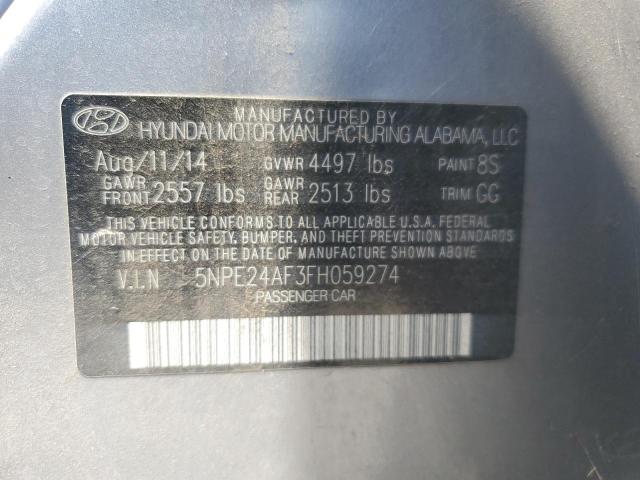 MANUFACTURED BY
HYUNDAI MOTOR MANUFACTURING ALABAMA, LLC
Aug/11/14 GVWR 4497 lbs PAINT 8S
GAWR FRONT 2557 lbs GAWR REAR 2513 lbs TRIM GG
THIS VEHICLE CONFORMS TO ALL APPLICABLE U.S.A. FEDERAL
MOTOR VEHICLE SAFETY, BUMPER, AND THEFT PREVENTION STANDARDS
IN EFFECT ON THE DATE OF MANUFACTURE SHOWN ABOVE.
V.I.N 5NPE24AF3FH059274
PASSENGER CAR